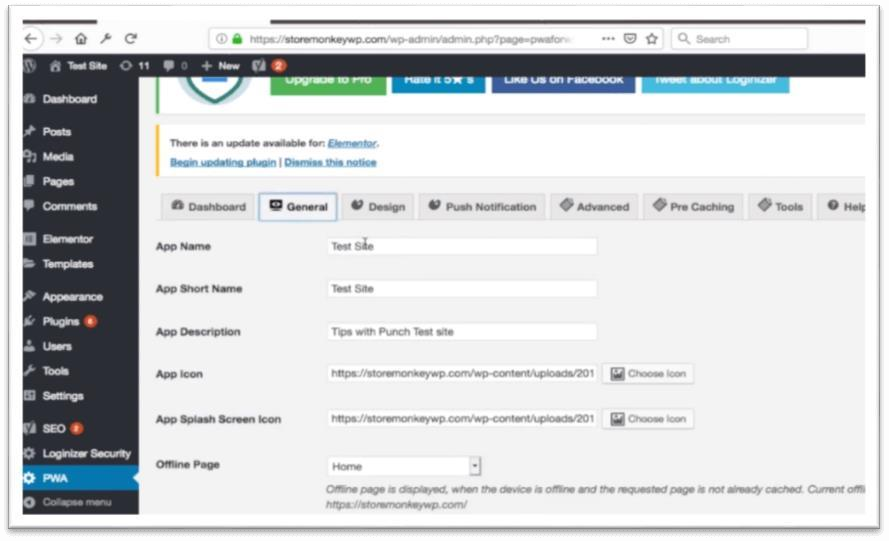 https://storemonkeywp.com/wp-admin/admin.php?page=pwaforw
Search
Test Site 11 0 New 2
Upgrade to Pro Rate it 5★'s Like Us on Facebook Tweet about Loginizer
Dashboard
Posts
Media
Pages
Comments
Elementor
Templates
Appearance
Plugins 6
Users
Tools
Settings
SEO 2
Loginizer Security
PWA
Collapse menu
There is an update available for: Elementor.
Begin updating plugin | Dismiss this notice
Dashboard General Design Push Notification Advanced Pre Caching Tools Help
App Name Test Site
App Short Name Test Site
App Description Tips with Punch Test site
App Icon https://storemonkeywp.com/wp-content/uploads/201 Choose Icon
App Splash Screen Icon https://storemonkeywp.com/wp-content/uploads/201 Choose Icon
Offline Page Home
Offline page is displayed, when the device is offline and the requested page is not already cached. Current offli
https://storemonkeywp.com/